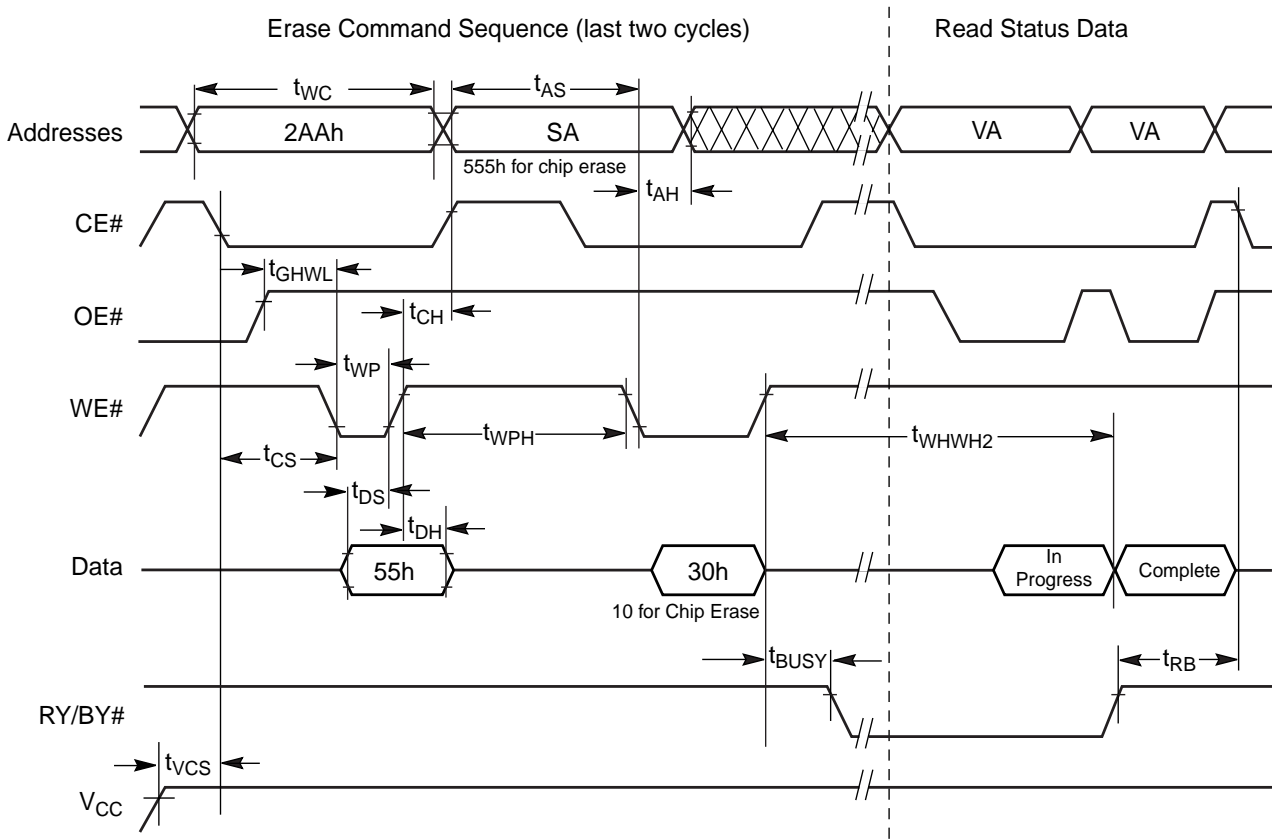 Erase Command Sequence (last two cycles)
Read Status Data
tWC
tAS
Addresses
2AAh
SA
VA
VA
555h for chip erase
tAH
CE#
tGHWL
OE#
tCH
tWP
WE#
tWPH
tWHWH2
tCS
tDS
tDH
Data
55h
30h
In
Progress
Complete
10 for Chip Erase
tBUSY
tRB
RY/BY#
tVCS
VCC